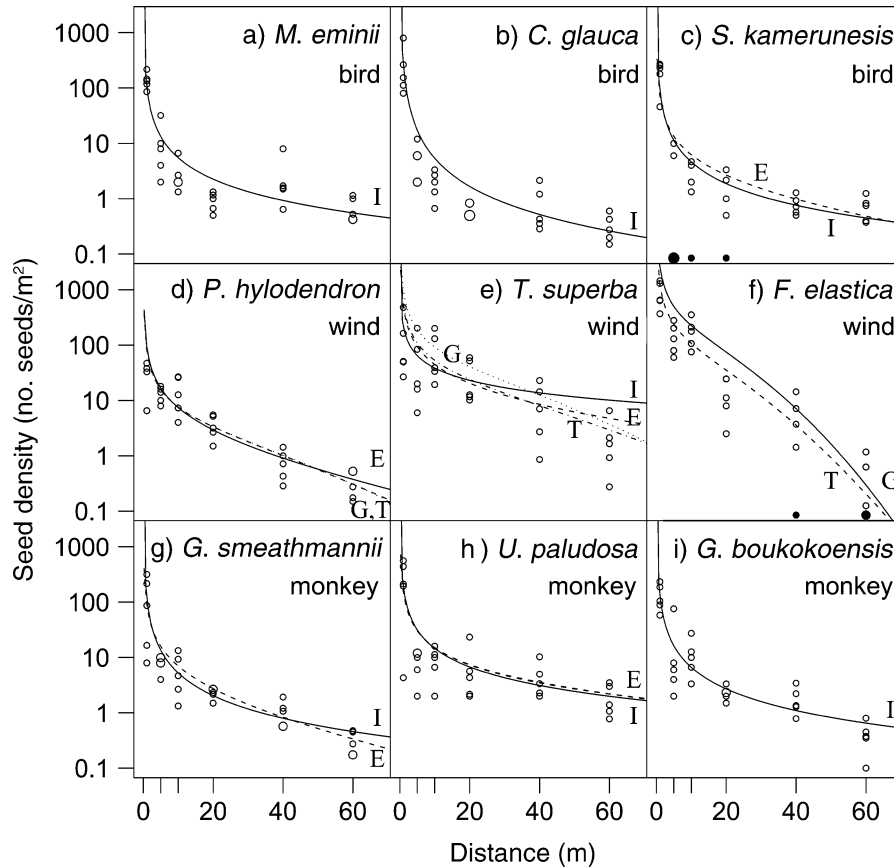 a) M. eminii
bird
I
b) C. glauca
bird
I
c) S. kamerunesis
bird
E
I
d) P. hylodendron
wind
E
G,T
e) T. superba
wind
G
I
E
T
f) F. elastica
wind
T
G
g) G. smeathmannii
monkey
I
E
h) U. paludosa
monkey
E
I
i) G. boukokoensis
monkey
I
1000
100
10
1
0.1
1000
100
10
1
0.1
1000
100
10
1
0.1
Seed density (no. seeds/m²)
0 20 40 60 0 20 40 60 0 20 40 60
Distance (m)